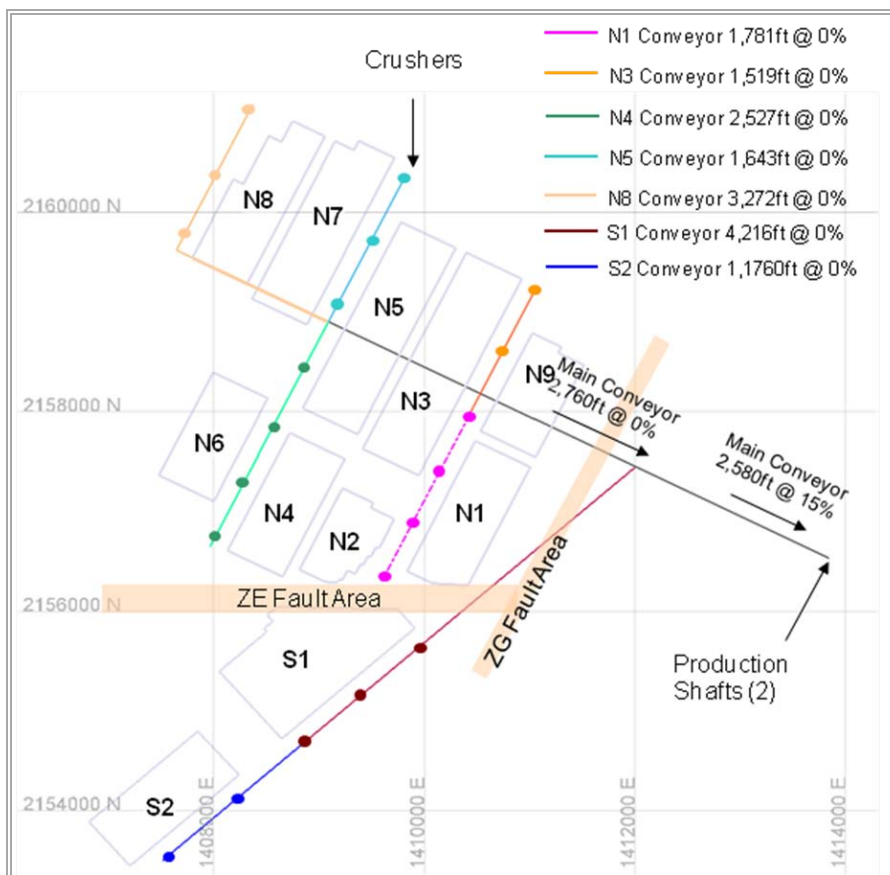 N1 Conveyor 1,781ft @ 0%
Crushers
N3 Conveyor 1,519ft @ 0%
N4 Conveyor 2,527ft @ 0%
N5 Conveyor 1,643ft @ 0%
N8 Conveyor 3,272ft @ 0%
S1 Conveyor 4,216ft @ 0%
S2 Conveyor 1,1760ft @ 0%
2160000 N
N8
N7
N5
N9
N3
2158000 N
Main Conveyor
2,760ft @ 0%
Main Conveyor
2,580ft @ 15%
N6
N4
N2
N1
2156000 N
ZE Fault Area
ZG Fault Area
S1
Production
Shafts (2)
2154000 N
S2
1408000 E
1410000 E
1412000 E
1414000 E